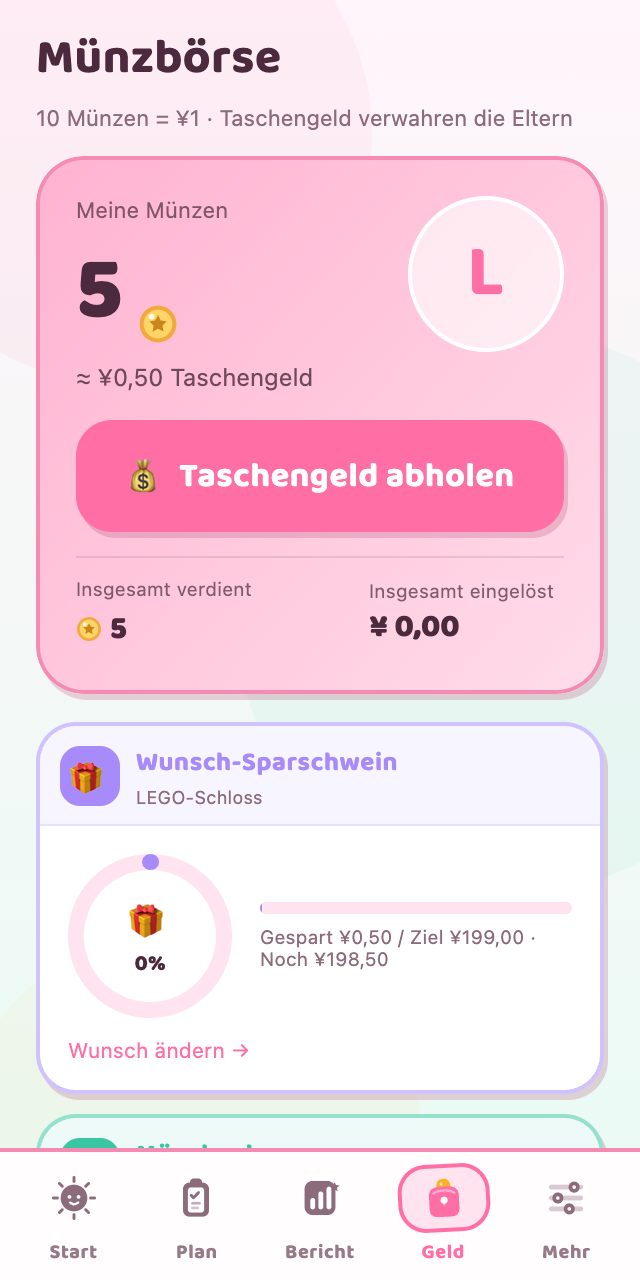 Münzbörse
10 Münzen = ¥1 · Taschengeld verwahren die Eltern
Meine Münzen
L
5
≈ ¥0,50 Taschengeld
Taschengeld abholen
Insgesamt verdient
5
Insgesamt eingelöst
¥ 0,00
Wunsch-Sparschwein
LEGO-Schloss
0%
Gespart ¥0,50 / Ziel ¥199,00 ·
Noch ¥198,50
Wunsch ändern →
Start
Plan
Bericht
Geld
Mehr